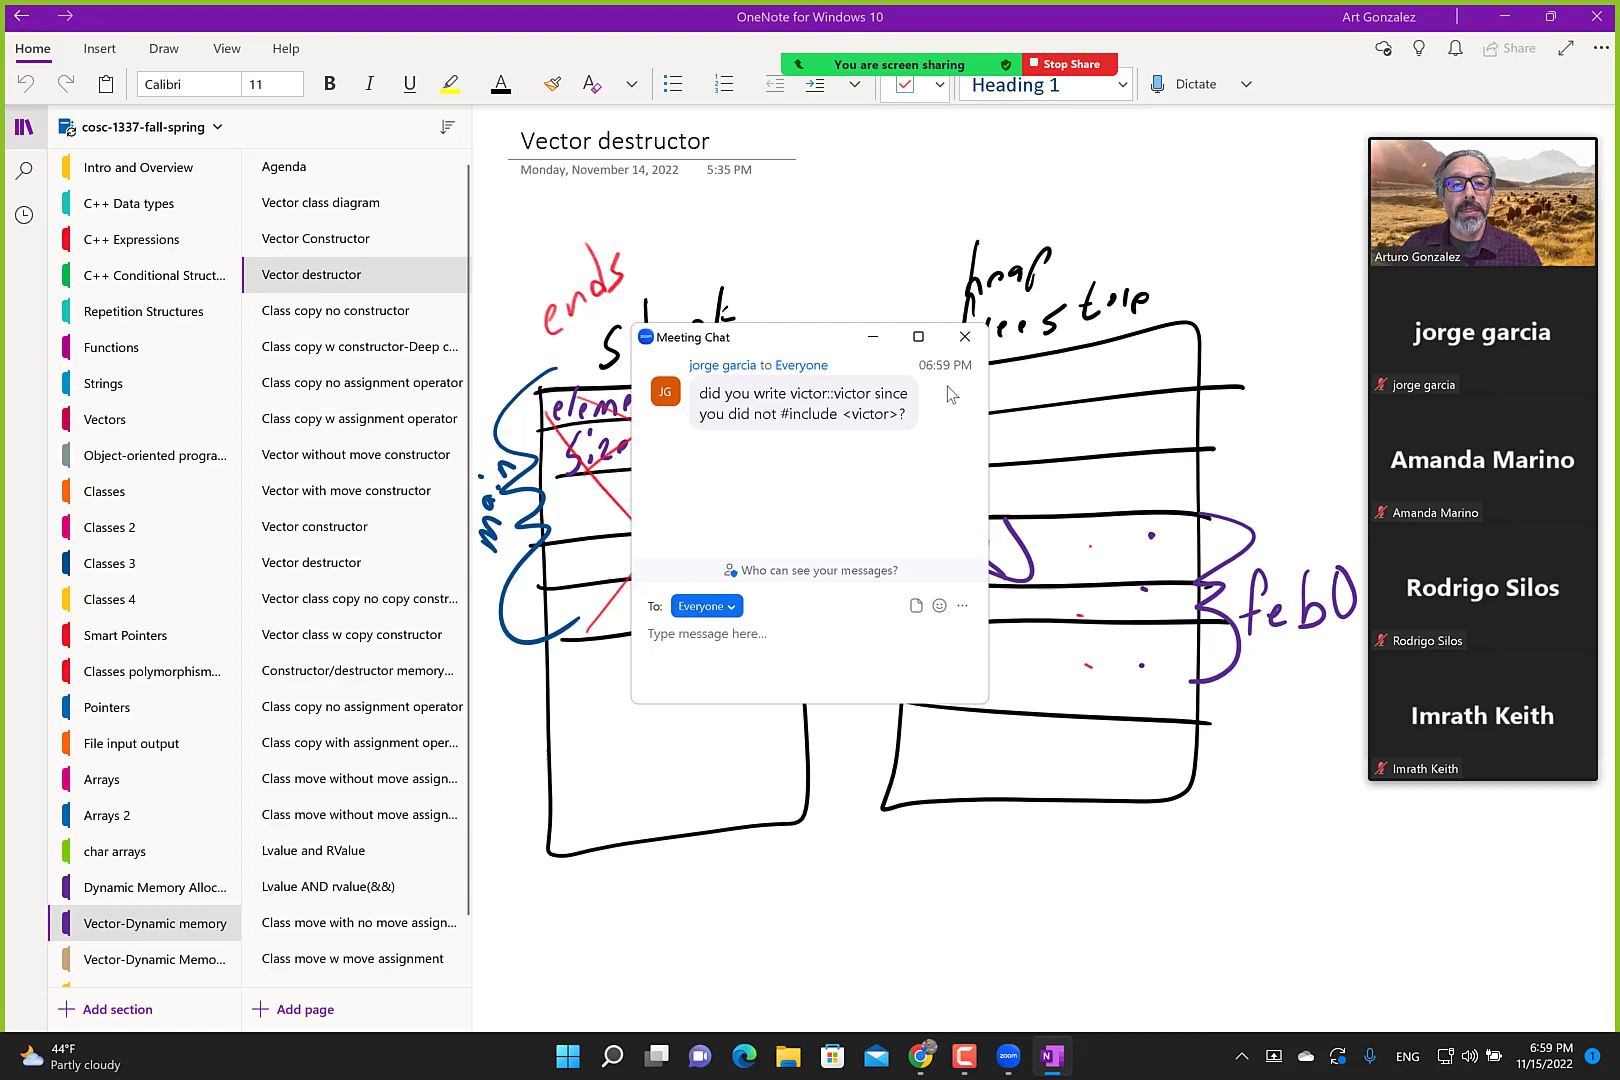 OneNote for Windows 10
Art Gonzalez
Home
Insert
Draw
View
Help
Share
You are screen sharing
Stop Share
Calibri
11
B
I
U
A
A
Heading 1
Dictate
cosc-1337-fall-spring
Intro and Overview
C++ Data types
C++ Expressions
C++ Conditional Struct...
Repetition Structures
Functions
Strings
Vectors
Object-oriented progra...
Classes
Classes 2
Classes 3
Classes 4
Smart Pointers
Classes polymorphism...
Pointers
File input output
Arrays
Arrays 2
char arrays
Dynamic Memory Alloc...
Vector-Dynamic memory
Vector-Dynamic Memo...
Add section
Agenda
Vector class diagram
Vector Constructor
Vector destructor
Class copy no constructor
Class copy w constructor-Deep c...
Class copy no assignment operator
Class copy w assignment operator
Vector without move constructor
Vector with move constructor
Vector constructor
Vector destructor
Vector class copy no copy constr...
Vector class w copy constructor
Constructor/destructor memory...
Class copy no assignment operator
Class copy with assignment oper...
Class move without move assign...
Class move without move assign...
Lvalue and RValue
Lvalue AND rvalue(&&)
Class move with no move assign...
Class move w move assignment
Add page
Vector destructor
Monday, November 14, 2022
5:35 PM
ends
heap
main
feb0
Meeting Chat
jorge garcia to Everyone
06:59 PM
JG
did you write victor::victor since
you did not #include <victor>?
Who can see your messages?
To:
Everyone
Type message here...
Arturo Gonzalez
jorge garcia
jorge garcia
Amanda Marino
Amanda Marino
Rodrigo Silos
Rodrigo Silos
Imrath Keith
Imrath Keith
44°F
Partly cloudy
zoom
N
ENG
6:59 PM
11/15/2022
1